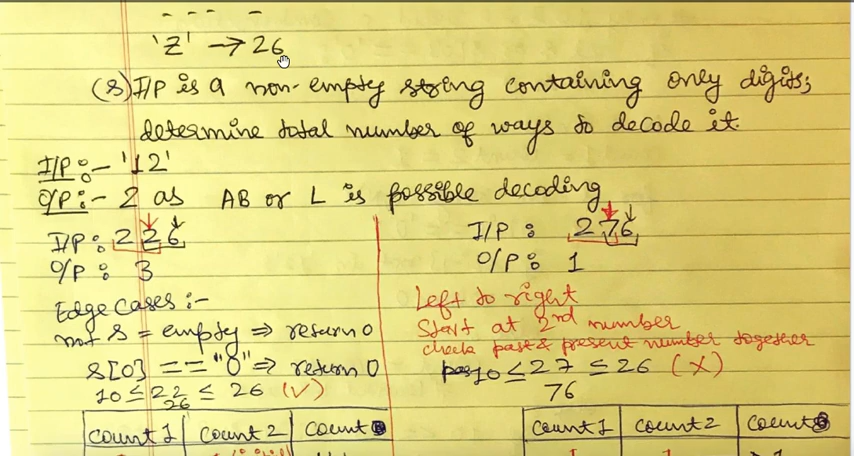 'Z' → 26
(s) I/P is a non-empty string containing only digits;
determine total number of ways to decode it.
I/P :- '12'
O/P :- 2 as AB or L is possible decoding
I/P : 226
O/P : 3
Edge Cases :-
not s = empty ⇒ return 0
s[0] == "0" ⇒ return 0
10 ≤ 22 ≤ 26 (√)
26
count 1 count 2 count
I/P : 276
O/P : 1
Left to right
Start at 2nd number
check past & present number together
10 ≤ 27 ≤ 26 (X)
76
count 1 count 2 count